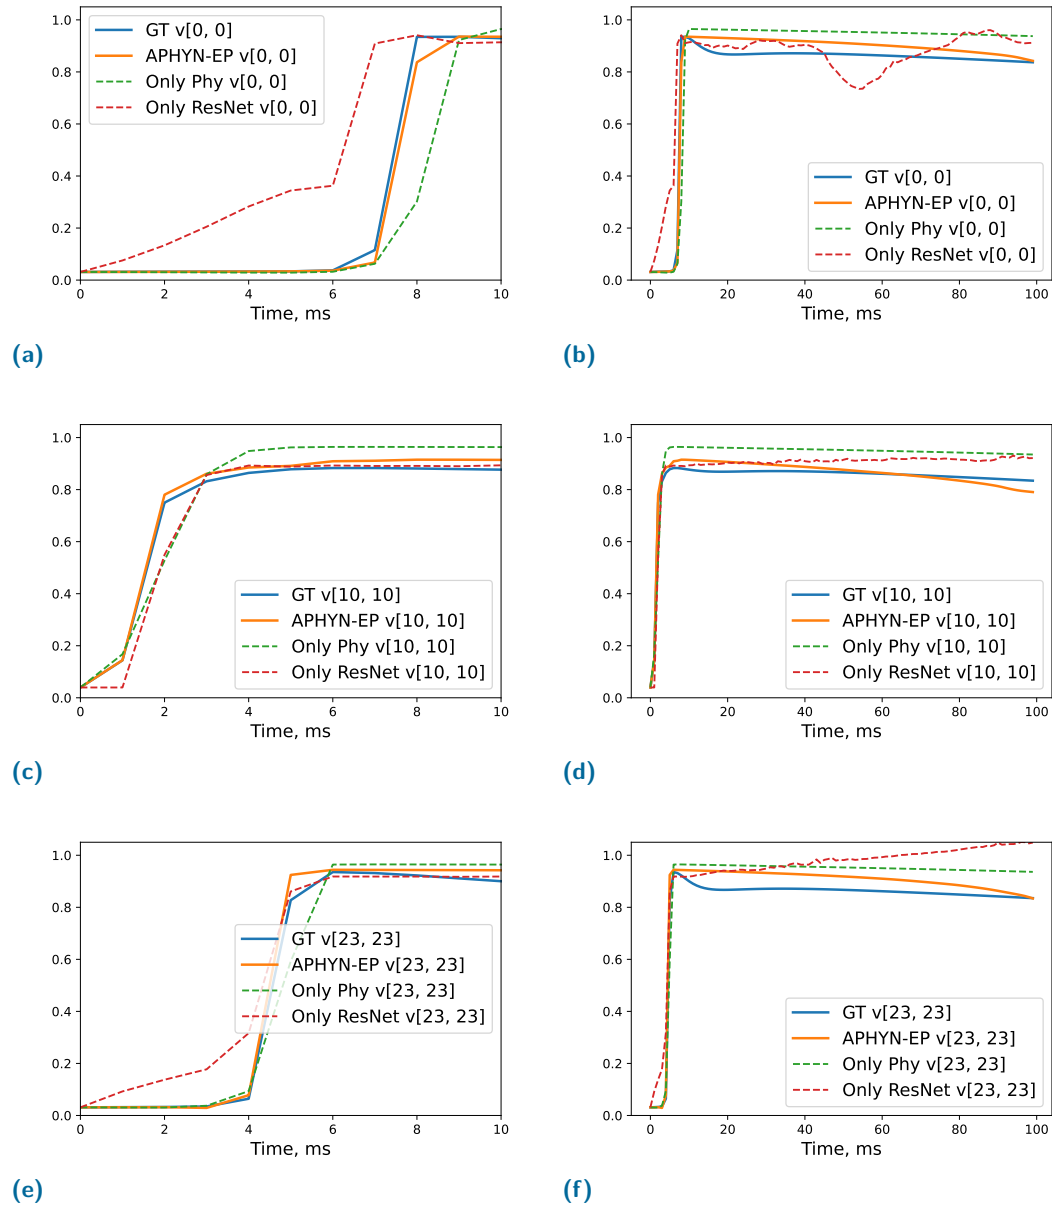 1.0
0.8
0.6
0.4
0.2
0.0
0 2 4 6 8 10
Time, ms
GT v[0, 0]
APHYN-EP v[0, 0]
Only Phy v[0, 0]
Only ResNet v[0, 0]
(a)
1.0
0.8
0.6
0.4
0.2
0.0
0 20 40 60 80 100
Time, ms
GT v[0, 0]
APHYN-EP v[0, 0]
Only Phy v[0, 0]
Only ResNet v[0, 0]
(b)
1.0
0.8
0.6
0.4
0.2
0.0
0 2 4 6 8 10
Time, ms
GT v[10, 10]
APHYN-EP v[10, 10]
Only Phy v[10, 10]
Only ResNet v[10, 10]
(c)
1.0
0.8
0.6
0.4
0.2
0.0
0 20 40 60 80 100
Time, ms
GT v[10, 10]
APHYN-EP v[10, 10]
Only Phy v[10, 10]
Only ResNet v[10, 10]
(d)
1.0
0.8
0.6
0.4
0.2
0.0
0 2 4 6 8 10
Time, ms
GT v[23, 23]
APHYN-EP v[23, 23]
Only Phy v[23, 23]
Only ResNet v[23, 23]
(e)
1.0
0.8
0.6
0.4
0.2
0.0
0 20 40 60 80 100
Time, ms
GT v[23, 23]
APHYN-EP v[23, 23]
Only Phy v[23, 23]
Only ResNet v[23, 23]
(f)